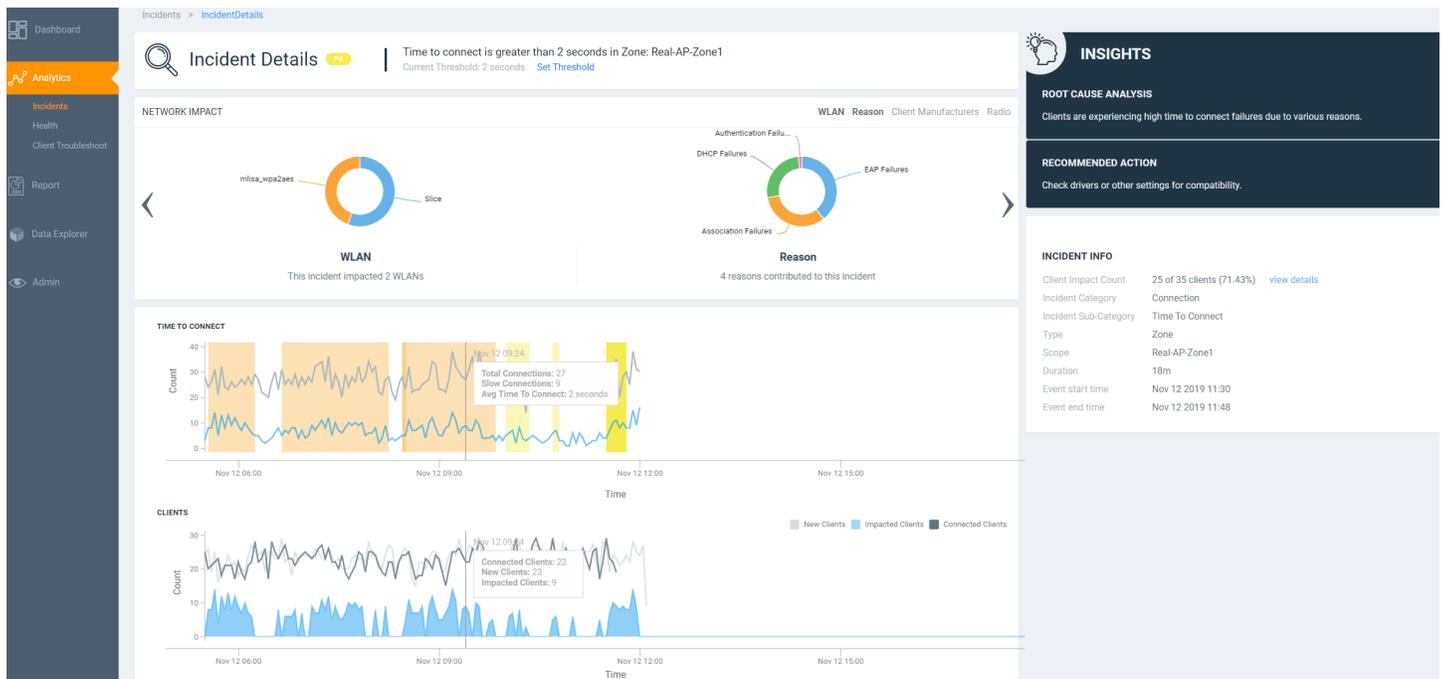 Incidents > IncidentDetails
Dashboard
Analytics
Incidents
Health
Client Troubleshoot
Report
Data Explorer
Admin
Incident Details P4
Time to connect is greater than 2 seconds in Zone: Real-AP-Zone1
Current Threshold: 2 seconds Set Threshold
NETWORK IMPACT
WLAN Reason Client Manufacturers Radio
mlisa_wpa2aes
Slice
WLAN
This incident impacted 2 WLANs
Authentication Failu...
DHCP Failures
EAP Failures
Association Failures
Reason
4 reasons contributed to this incident
TIME TO CONNECT
40
30
20
10
0
Count
Nov 12 09:24
Total Connections: 27
Slow Connections: 9
Avg Time To Connect: 2 seconds
Nov 12 06:00 Nov 12 09:00 Nov 12 12:00 Nov 12 15:00
Time
CLIENTS
New Clients Impacted Clients Connected Clients
30
20
10
0
Count
Nov 12
Connected Clients: 22
New Clients: 23
Impacted Clients: 9
Nov 12 06:00 Nov 12 09:00 Nov 12 12:00 Nov 12 15:00
Time
INSIGHTS
ROOT CAUSE ANALYSIS
Clients are experiencing high time to connect failures due to various reasons.
RECOMMENDED ACTION
Check drivers or other settings for compatibility.
INCIDENT INFO
Client Impact Count 25 of 35 clients (71.43%) view details
Incident Category Connection
Incident Sub-Category Time To Connect
Type Zone
Scope Real-AP-Zone1
Duration 18m
Event start time Nov 12 2019 11:30
Event end time Nov 12 2019 11:48